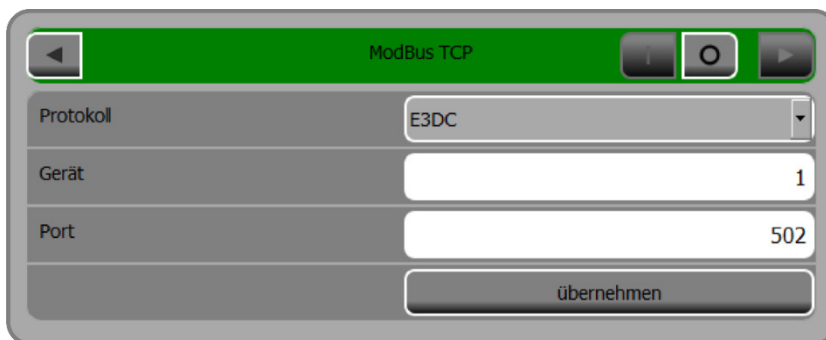 ModBus TCP
Protokoll E3DC
Gerät 1
Port 502
übernehmen